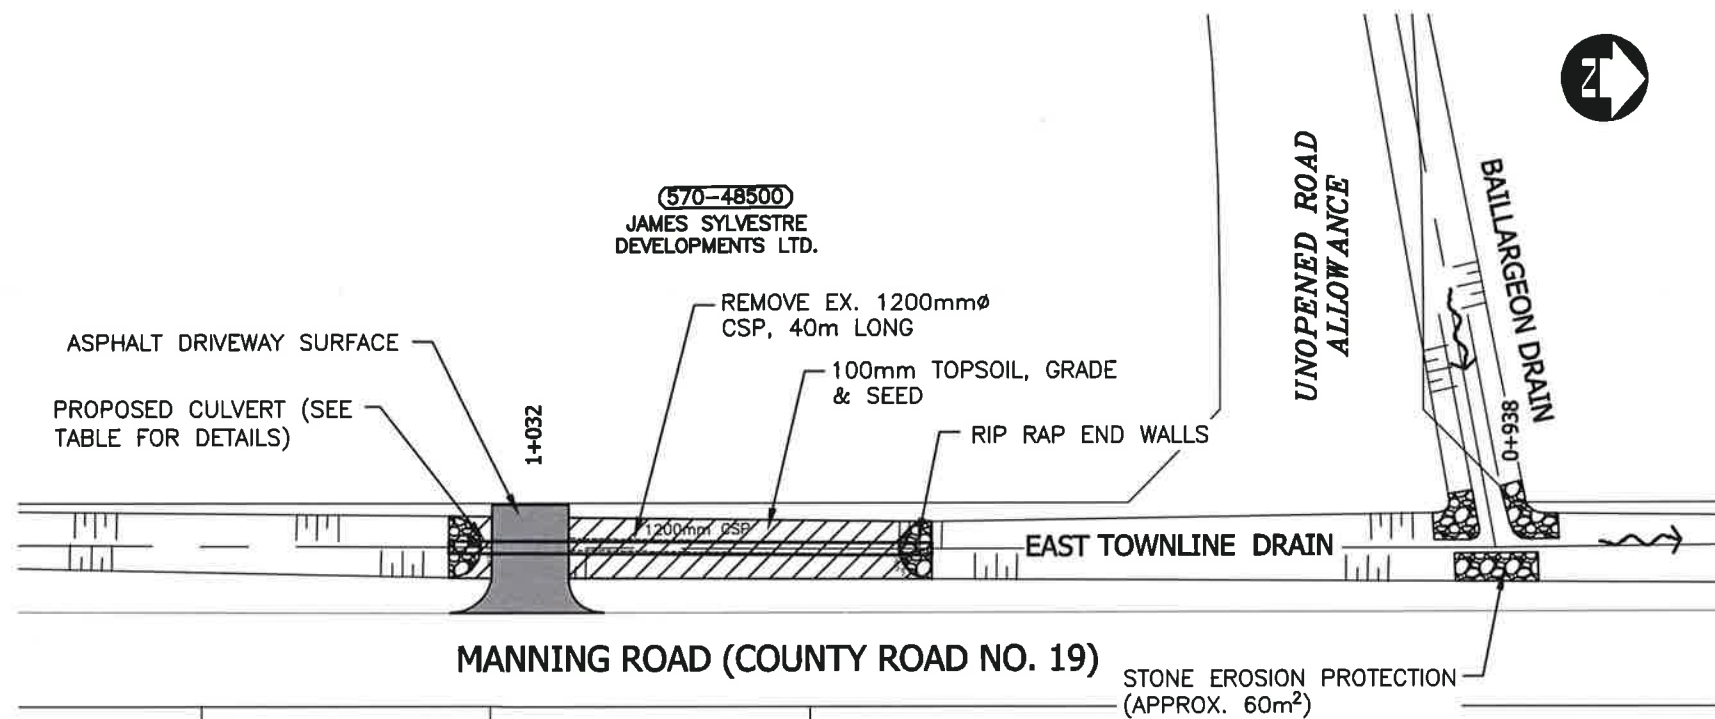 N
570-48500
JAMES SYLVESTRE
DEVELOPMENTS LTD.
REMOVE EX. 1200mmø
CSP, 40m LONG
ASPHALT DRIVEWAY SURFACE
100mm TOPSOIL, GRADE
& SEED
PROPOSED CULVERT (SEE
TABLE FOR DETAILS)
1+032
RIP RAP END WALLS
UNOPENED ROAD
ALLOWANCE
BAILLARGEON DRAIN
0+938
1200mm CSP
EAST TOWNLINE DRAIN
MANNING ROAD (COUNTY ROAD NO. 19)
STONE EROSION PROTECTION
(APPROX. 60m²)